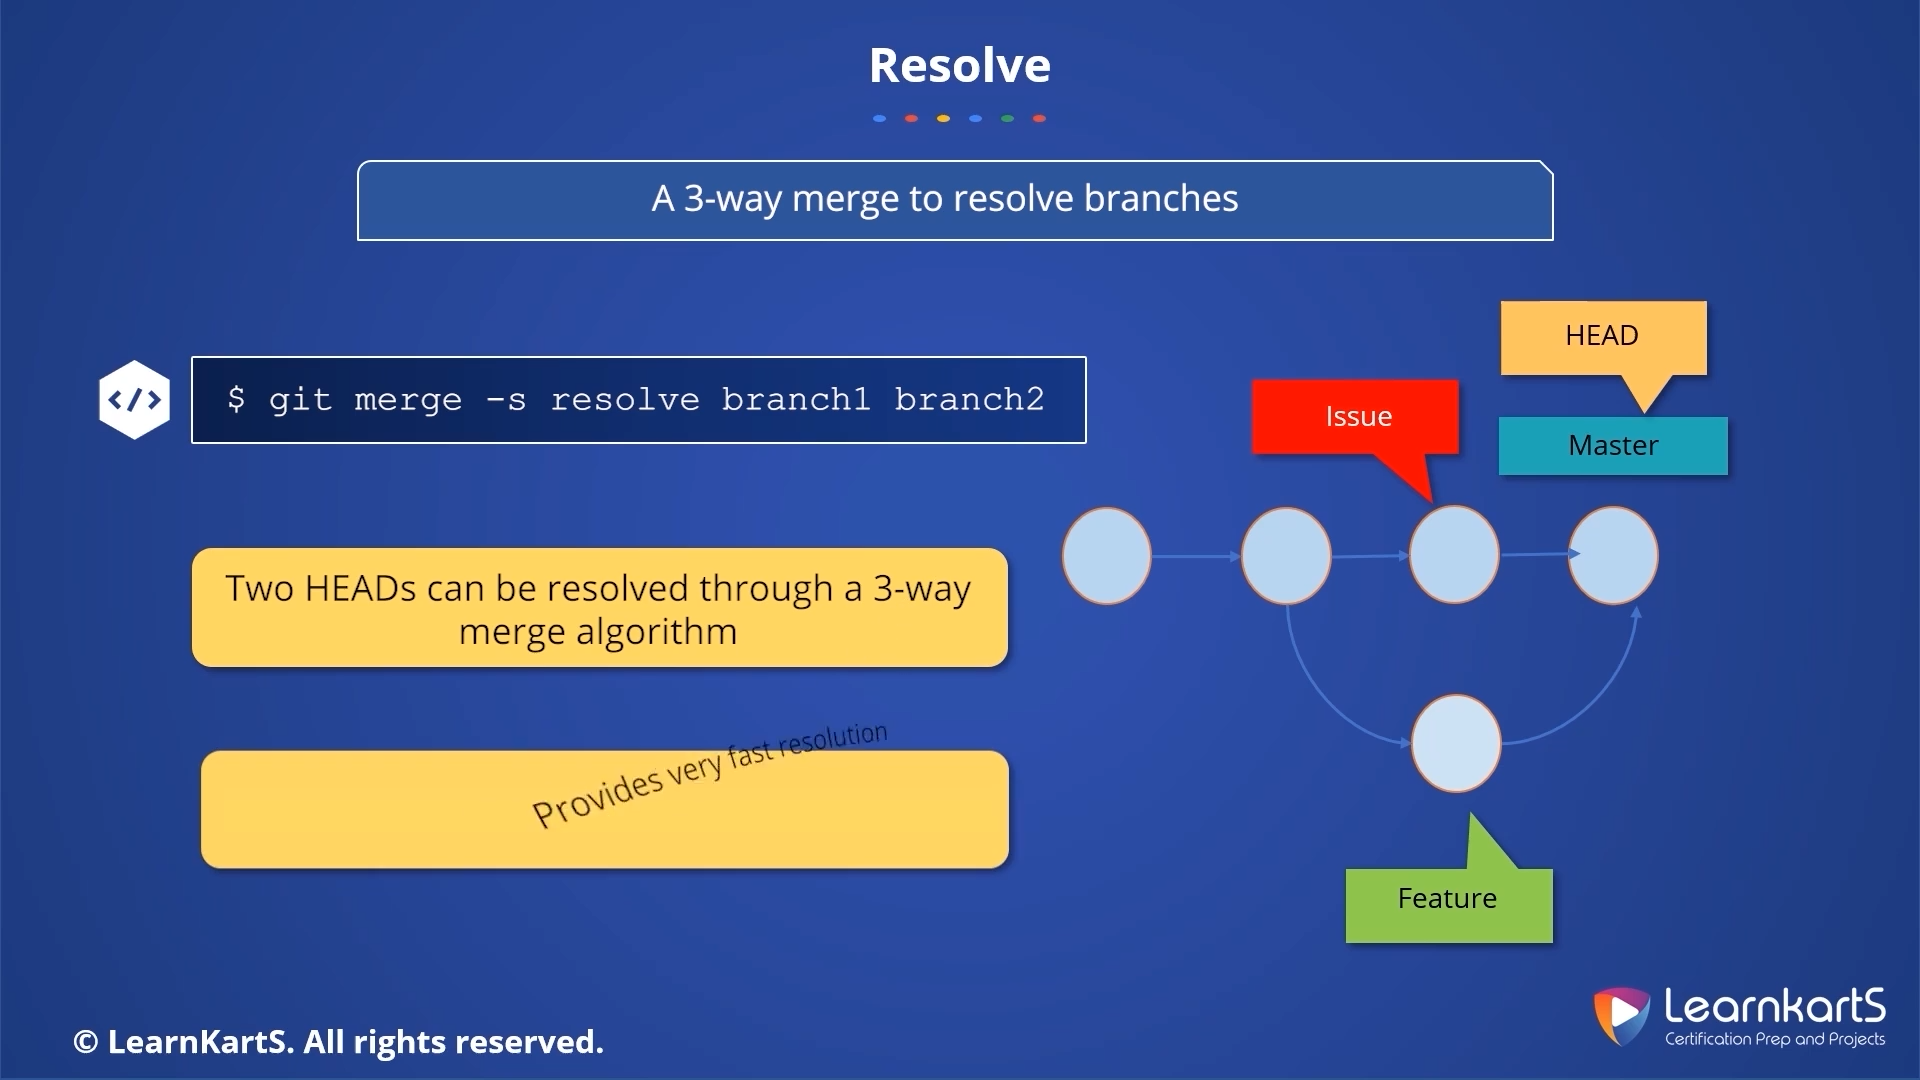 Resolve
A 3-way merge to resolve branches
</>
$ git merge -s resolve branch1 branch2
HEAD
Issue
Master
Two HEADs can be resolved through a 3-way
merge algorithm
Provides very fast resolution
Feature
© LearnKartS. All rights reserved.
LearnkartS
Certification Prep and Projects